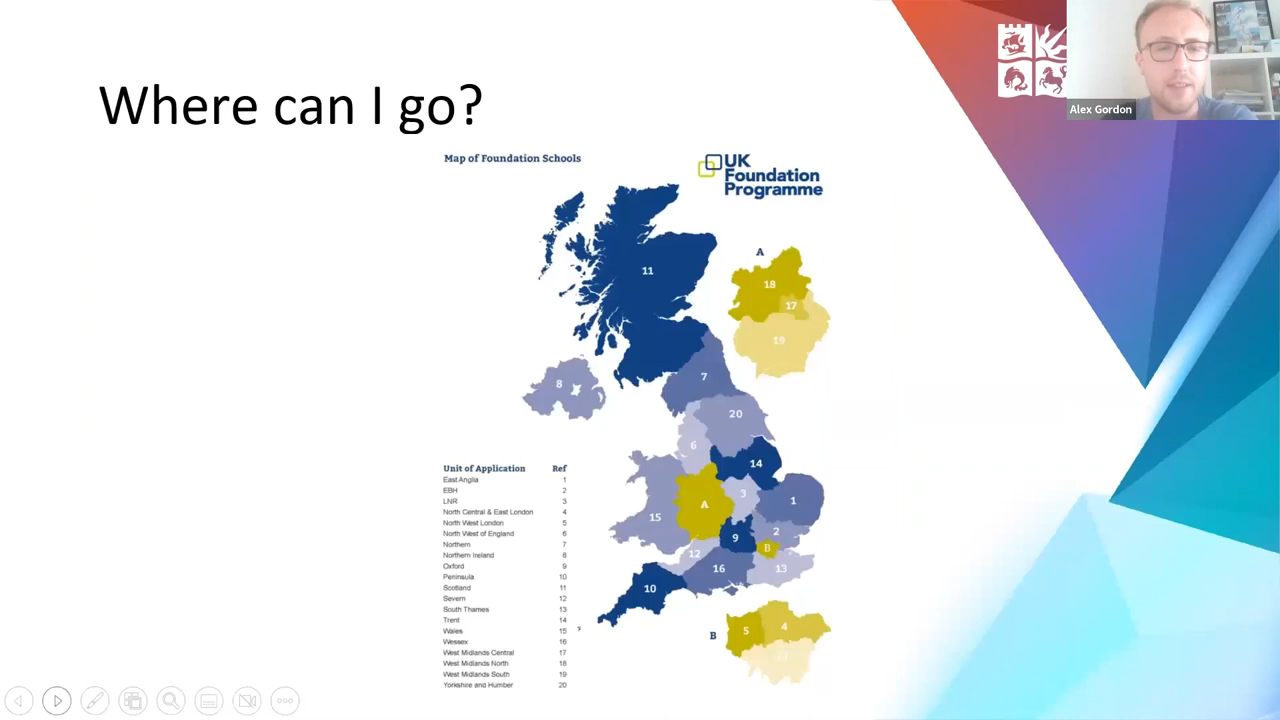 Where can I go?
Alex Gordon
Map of Foundation Schools
UK
Foundation
Programme
A
18
17
19
11
8
7
20
6
14
A
3
1
15
9
2
B
12
16
13
10
B
5
4
Unit of Application Ref
East Anglia 1
EBH 2
LNR 3
North Central & East London 4
North West London 5
North West of England 6
Northern 7
Northern Ireland 8
Oxford 9
Peninsula 10
Scotland 11
Severn 12
South Thames 13
Trent 14
Wales 15
Wessex 16
West Midlands Central 17
West Midlands North 18
West Midlands South 19
Yorkshire and Humber 20